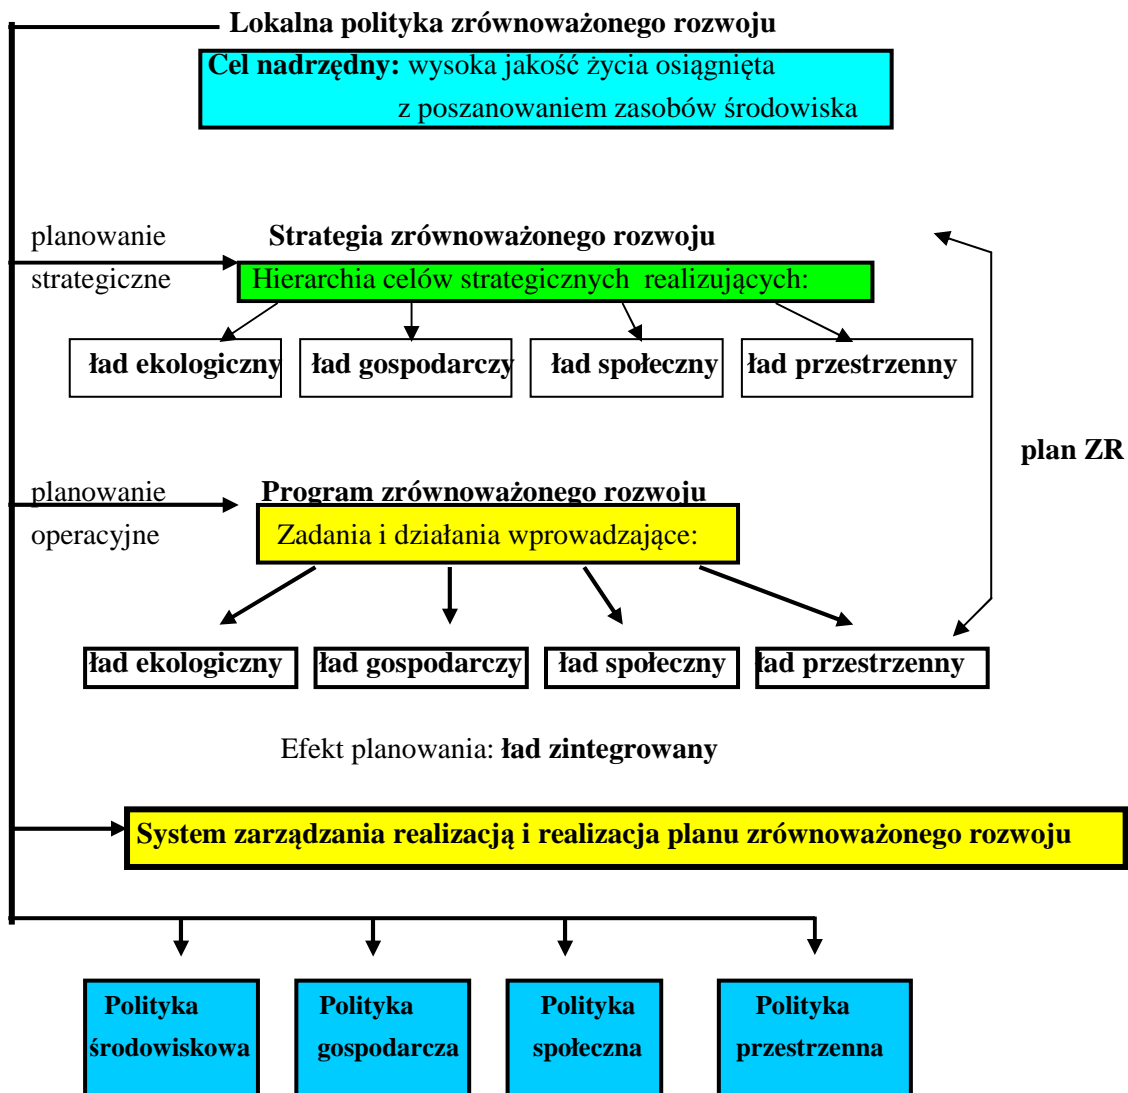 Lokalna polityka zrównoważonego rozwoju
Cel nadrzędny: wysoka jakość życia osiągnięta
z poszanowaniem zasobów środowiska
planowanie
strategiczne
Strategia zrównoważonego rozwoju
Hierarchia celów strategicznych realizujących:
ład ekologiczny
ład gospodarczy
ład społeczny
ład przestrzenny
plan ZR
planowanie
operacyjne
Program zrównoważonego rozwoju
Zadania i działania wprowadzające:
ład ekologiczny
ład gospodarczy
ład społeczny
ład przestrzenny
Efekt planowania: ład zintegrowany
System zarządzania realizacją i realizacja planu zrównoważonego rozwoju
Polityka
środowiskowa
Polityka
gospodarcza
Polityka
społeczna
Polityka
przestrzenna